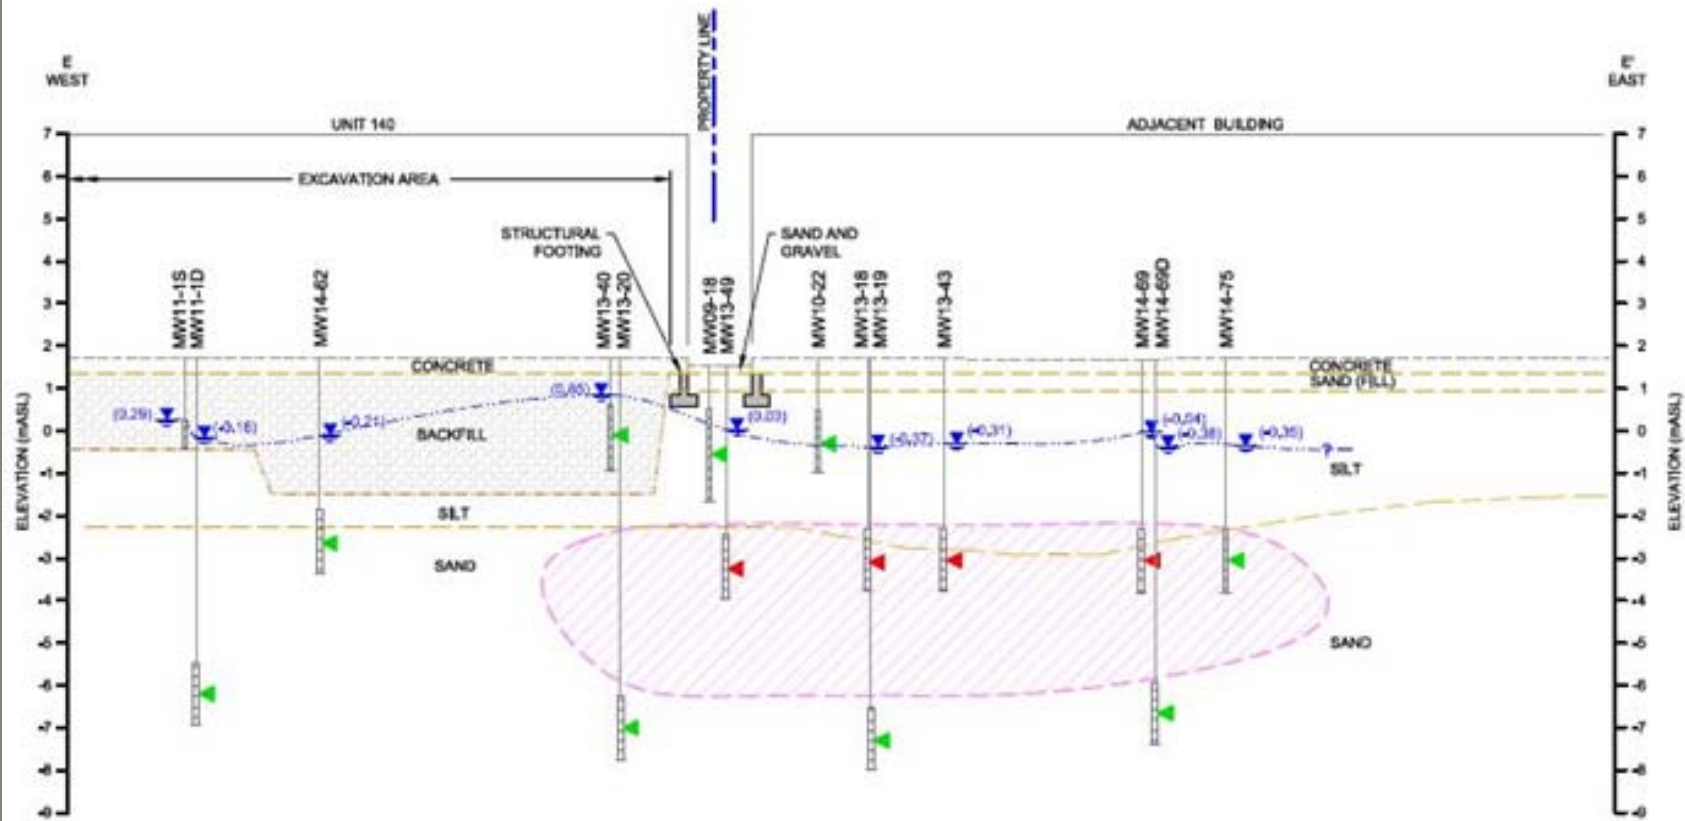 E
WEST
E'
EAST
PROPERTY LINE
UNIT 140
ADJACENT BUILDING
EXCAVATION AREA
STRUCTURAL
FOOTING
SAND AND
GRAVEL
MW11-1S
MW11-1D
MW14-62
MW13-40
MW13-20
MW09-18
MW13-49
MW10-22
MW13-18
MW13-19
MW13-43
MW14-69
MW14-69D
MW14-75
7
6
5
4
3
2
1
0
-1
-2
-3
-4
-5
-6
-7
-8
-9
ELEVATION (mASL)
CONCRETE
CONCRETE
SAND (FILL)
(0.29)
(-0.16)
(-0.21)
(0.85)
(0.03)
(-0.37)
(-0.31)
(-0.04)
(-0.38)
(-0.35)
?
BACKFILL
SILT
SILT
SAND
SAND
7
6
5
4
3
2
1
0
-1
-2
-3
-4
-5
-6
-7
-8
-9
ELEVATION (mASL)